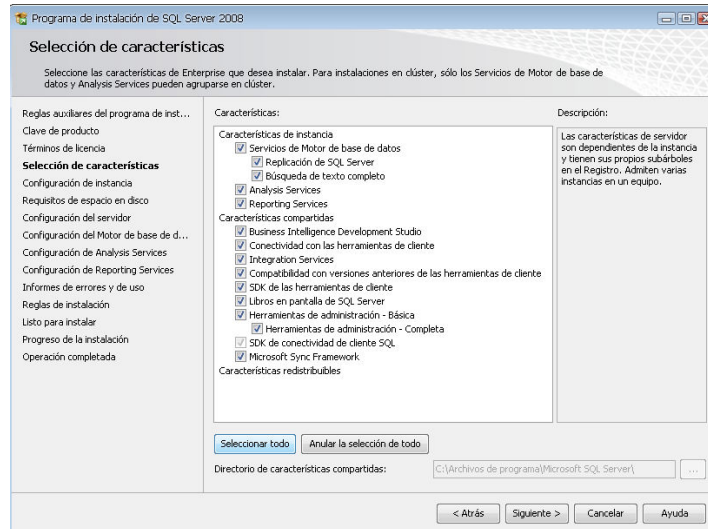 Programa de instalación de SQL Server 2008
Selección de características
Seleccione las características de Enterprise que desea instalar. Para instalaciones en clúster, sólo los Servicios de Motor de base de
datos y Analysis Services pueden agruparse en clúster.
Reglas auxiliares del programa de inst...
Clave de producto
Términos de licencia
Selección de características
Configuración de instancia
Requisitos de espacio en disco
Configuración del servidor
Configuración del Motor de base de d...
Configuración de Analysis Services
Configuración de Reporting Services
Informes de errores y de uso
Reglas de instalación
Listo para instalar
Progreso de la instalación
Operación completada
Características:
Características de instancia
Servicios de Motor de base de datos
Replicación de SQL Server
Búsqueda de texto completo
Analysis Services
Reporting Services
Características compartidas
Business Intelligence Development Studio
Conectividad con las herramientas de cliente
Integration Services
Compatibilidad con versiones anteriores de las herramientas de cliente
SDK de las herramientas de cliente
Libros en pantalla de SQL Server
Herramientas de administración - Básica
Herramientas de administración - Completa
SDK de conectividad de cliente SQL
Microsoft Sync Framework
Características redistribuibles
Descripción:
Las características de servidor
son dependientes de la instancia
y tienen sus propios subárboles
en el Registro. Admiten varias
instancias en un equipo.
Seleccionar todo
Anular la selección de todo
Directorio de características compartidas:
C:\Archivos de programa\Microsoft SQL Server\
...
< Atrás
Siguiente >
Cancelar
Ayuda